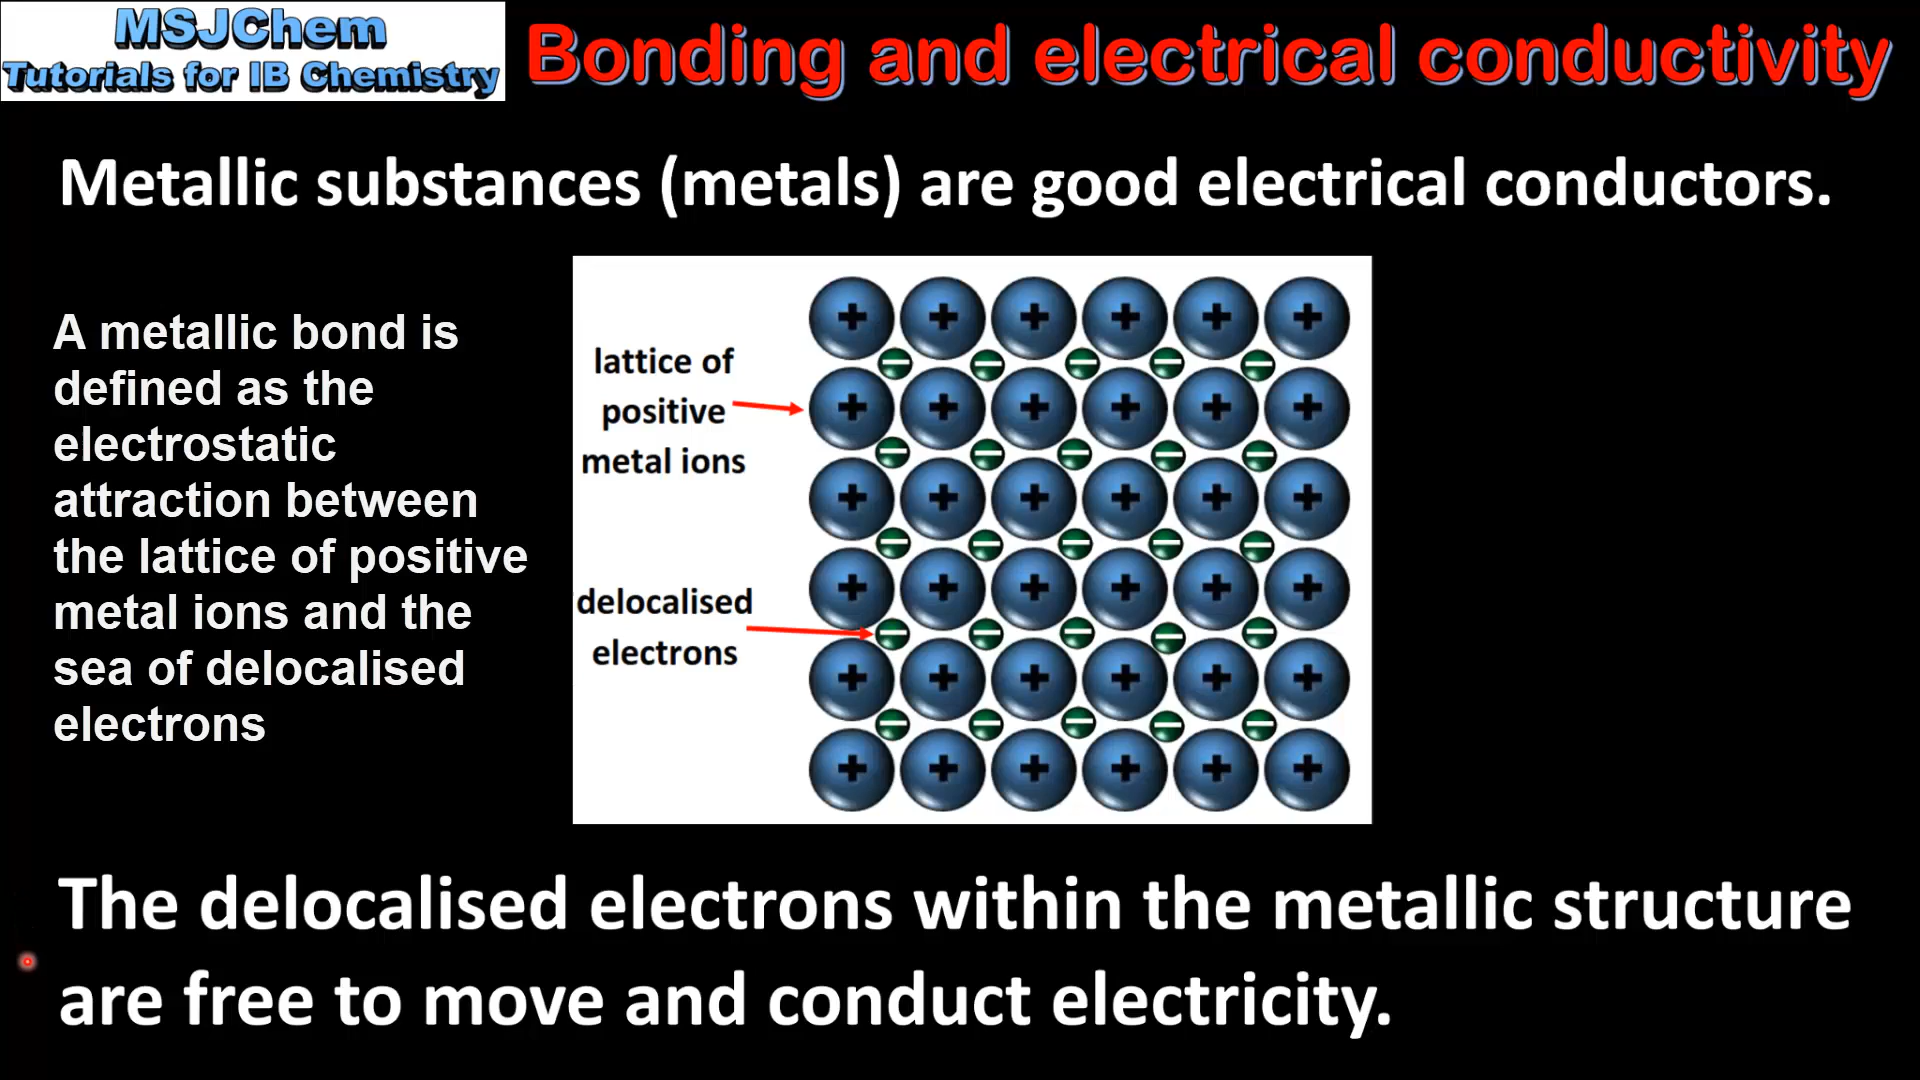 MSJChem
Tutorials for IB Chemistry
Bonding and electrical conductivity
Metallic substances (metals) are good electrical conductors.
A metallic bond is
defined as the
electrostatic
attraction between
the lattice of positive
metal ions and the
sea of delocalised
electrons
lattice of
positive
metal ions
delocalised
electrons
+ + + + + +
− − − − −
+ + + + + +
− − − − −
+ + + + + +
− − − − −
+ + + + + +
− − − − −
+ + + + + +
− − − − −
+ + + + + +
The delocalised electrons within the metallic structure
are free to move and conduct electricity.